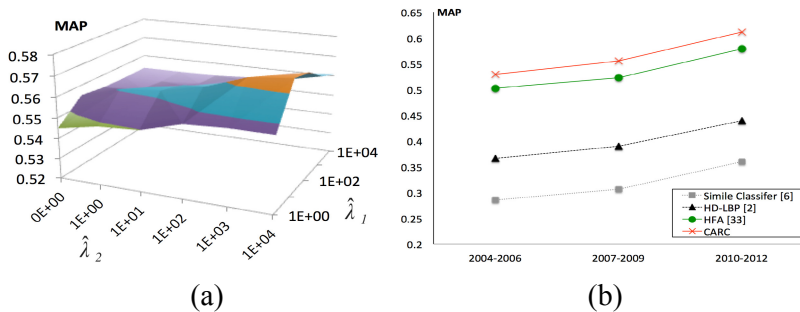 MAP
0.58
0.57
0.56
0.55
0.54
0.53
0.52
0E+00
1E+00
1E+01
1E+02
1E+03
1E+04
λ̂ 2
1E+00
1E+02
1E+04
λ̂ 1
(a)
MAP
0.65
0.6
0.55
0.5
0.45
0.4
0.35
0.3
0.25
0.2
2004-2006
2007-2009
2010-2012
Simile Classifer [6]
HD-LBP [2]
HFA [33]
CARC
(b)